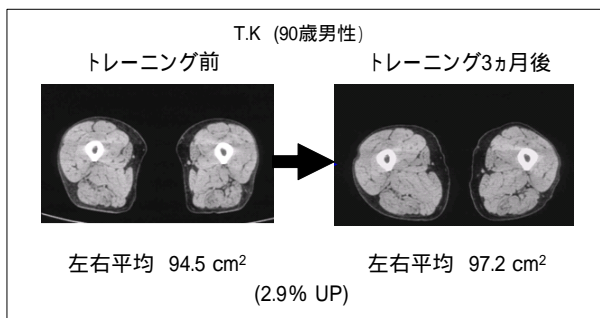 T.K (90歳男性)
トレーニング前
トレーニング3ヵ月後
左右平均 94.5 cm²
左右平均 97.2 cm²
(2.9% UP)